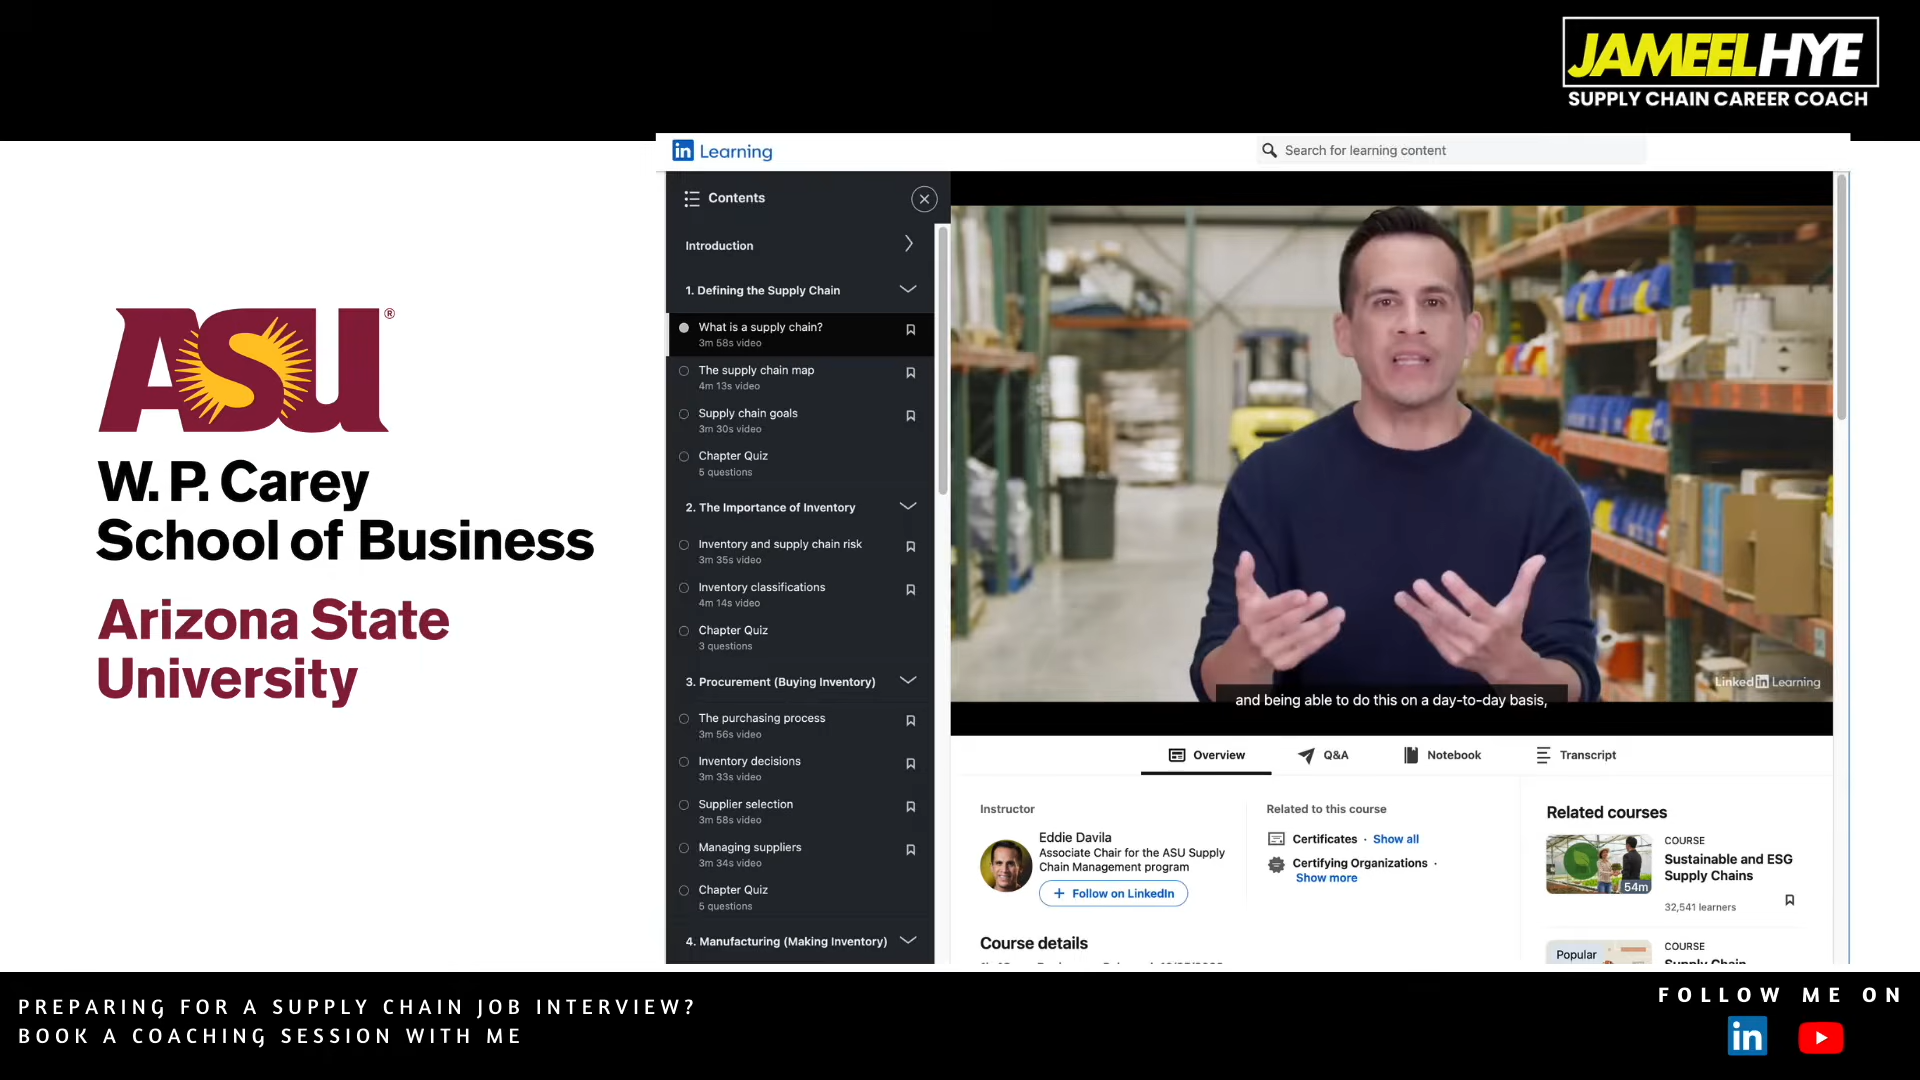 JAMEELHYE
SUPPLY CHAIN CAREER COACH
in Learning
Search for learning content
Contents
Introduction
1. Defining the Supply Chain
What is a supply chain?
3m 58s video
The supply chain map
4m 13s video
Supply chain goals
3m 30s video
Chapter Quiz
5 questions
2. The Importance of Inventory
Inventory and supply chain risk
3m 35s video
Inventory classifications
4m 14s video
Chapter Quiz
3 questions
3. Procurement (Buying Inventory)
The purchasing process
3m 56s video
Inventory decisions
3m 33s video
Supplier selection
3m 58s video
Managing suppliers
3m 34s video
Chapter Quiz
5 questions
4. Manufacturing (Making Inventory)
ASU®
W. P. Carey
School of Business
Arizona State
University
Linked in Learning
and being able to do this on a day-to-day basis,
Overview
Q&A
Notebook
Transcript
Instructor
Eddie Davila
Associate Chair for the ASU Supply
Chain Management program
+ Follow on LinkedIn
Related to this course
Certificates · Show all
Certifying Organizations ·
Show more
Course details
Related courses
54m
COURSE
Sustainable and ESG
Supply Chains
32,541 learners
Popular
COURSE
Supply Chain
PREPARING FOR A SUPPLY CHAIN JOB INTERVIEW?
BOOK A COACHING SESSION WITH ME
FOLLOW ME ON
in